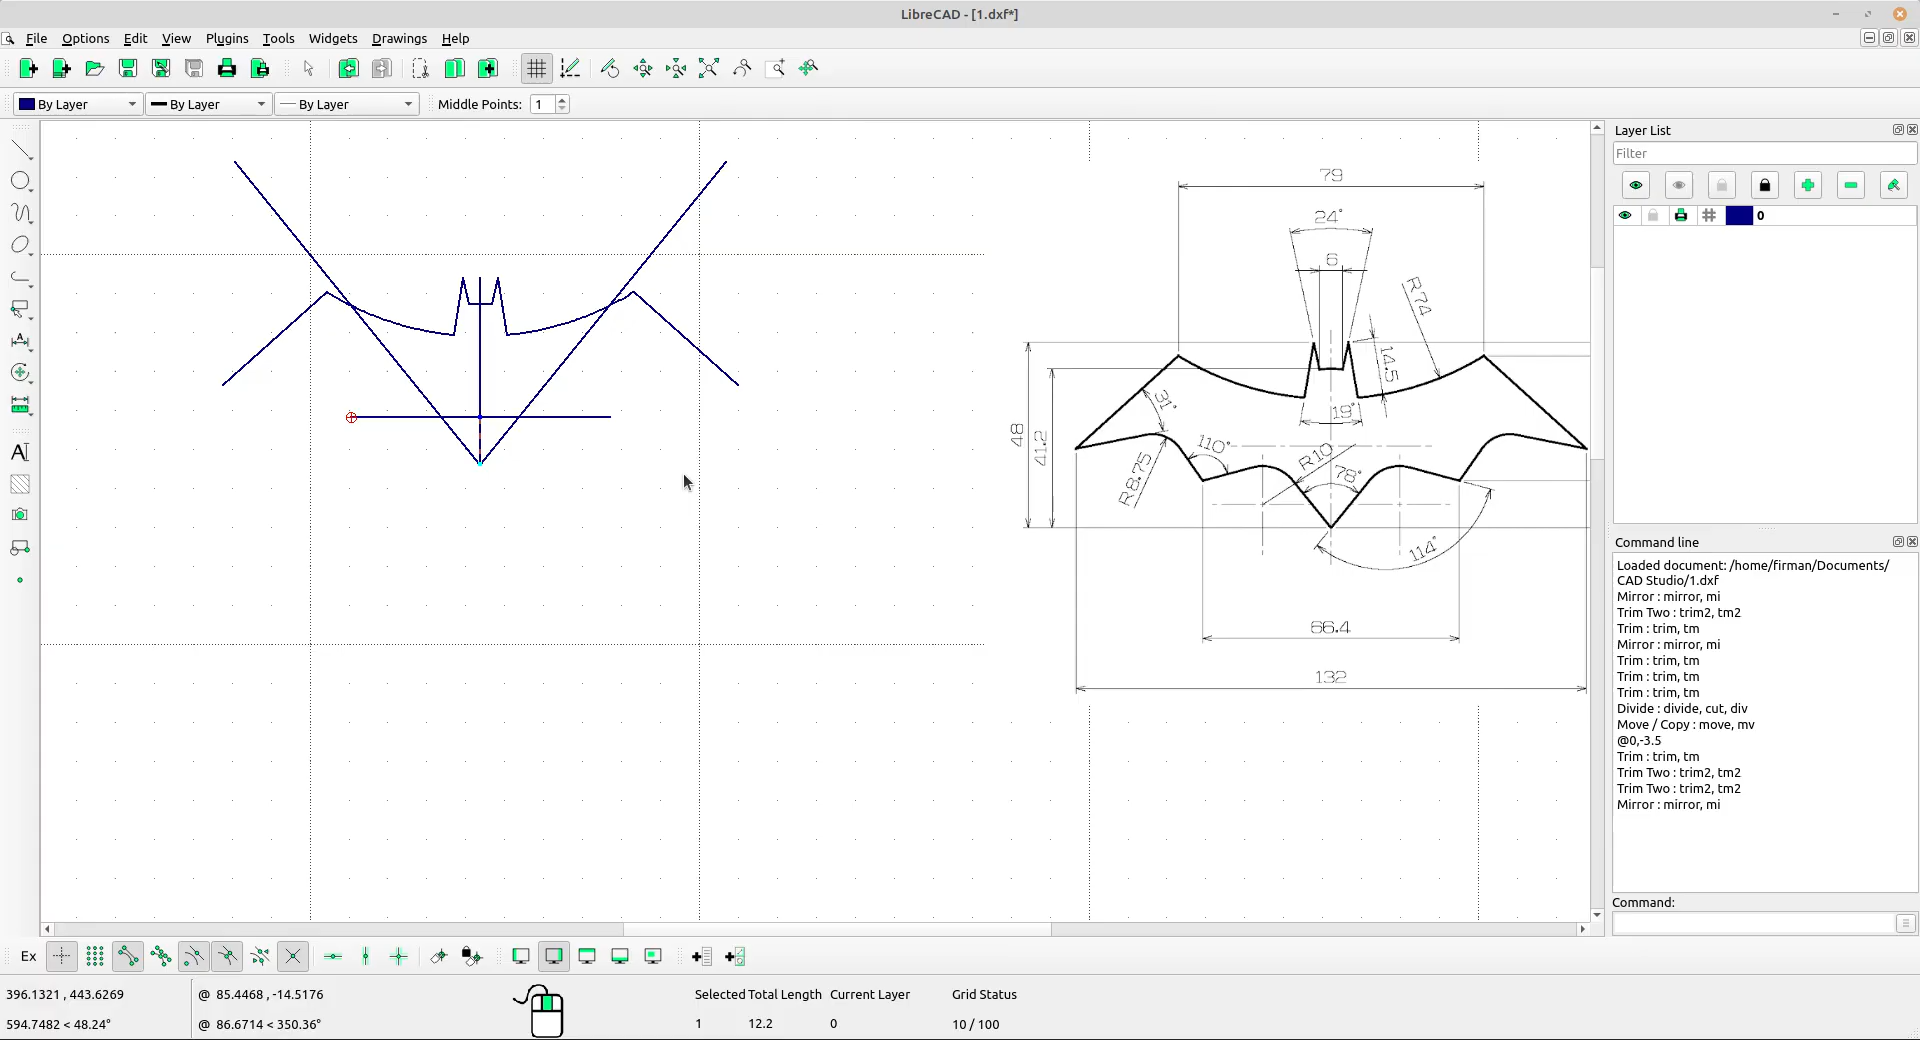 LibreCAD - [1.dxf*]
File Options Edit View Plugins Tools Widgets Drawings Help
By Layer By Layer By Layer Middle Points: 1
Layer List
Filter
0
79
24°
6
R74
14.5
19°
31°
48
41.2
110°
R8.75
R10
78°
114°
66.4
132
A
Command line
Loaded document: /home/firman/Documents/
CAD Studio/1.dxf
Mirror : mirror, mi
Trim Two : trim2, tm2
Trim : trim, tm
Mirror : mirror, mi
Trim : trim, tm
Trim : trim, tm
Trim : trim, tm
Divide : divide, cut, div
Move / Copy : move, mv
@0,-3.5
Trim : trim, tm
Trim Two : trim2, tm2
Trim Two : trim2, tm2
Mirror : mirror, mi
Command:
Ex
396.1321 , 443.6269 @ 85.4468 , -14.5176 Selected Total Length Current Layer Grid Status
594.7482 < 48.24° @ 86.6714 < 350.36° 1 12.2 0 10 / 100